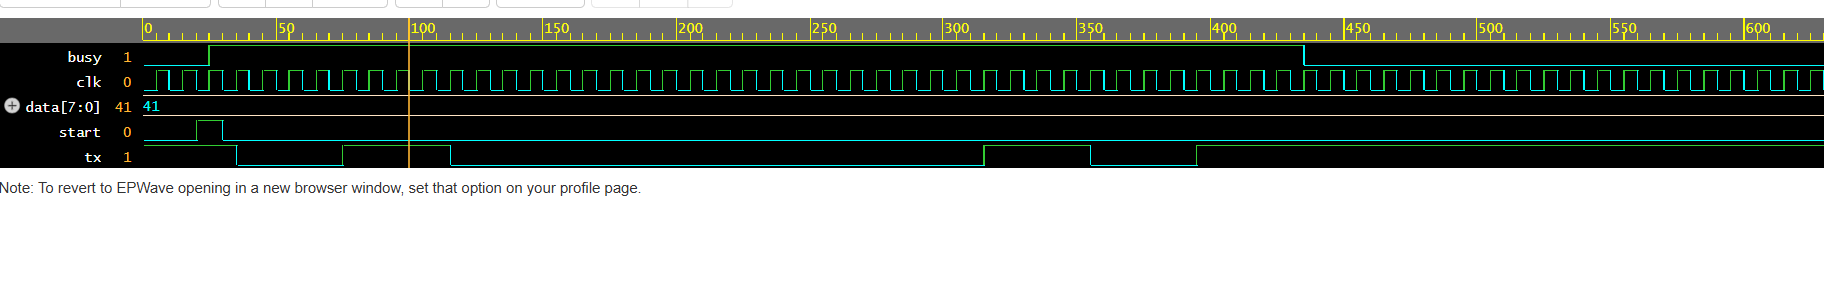 0 50 100 150 200 250 300 350 400 450 500 550 600
busy 1
clk 0
data[7:0] 41 41
start 0
tx 1
Note: To revert to EPWave opening in a new browser window, set that option on your profile page.